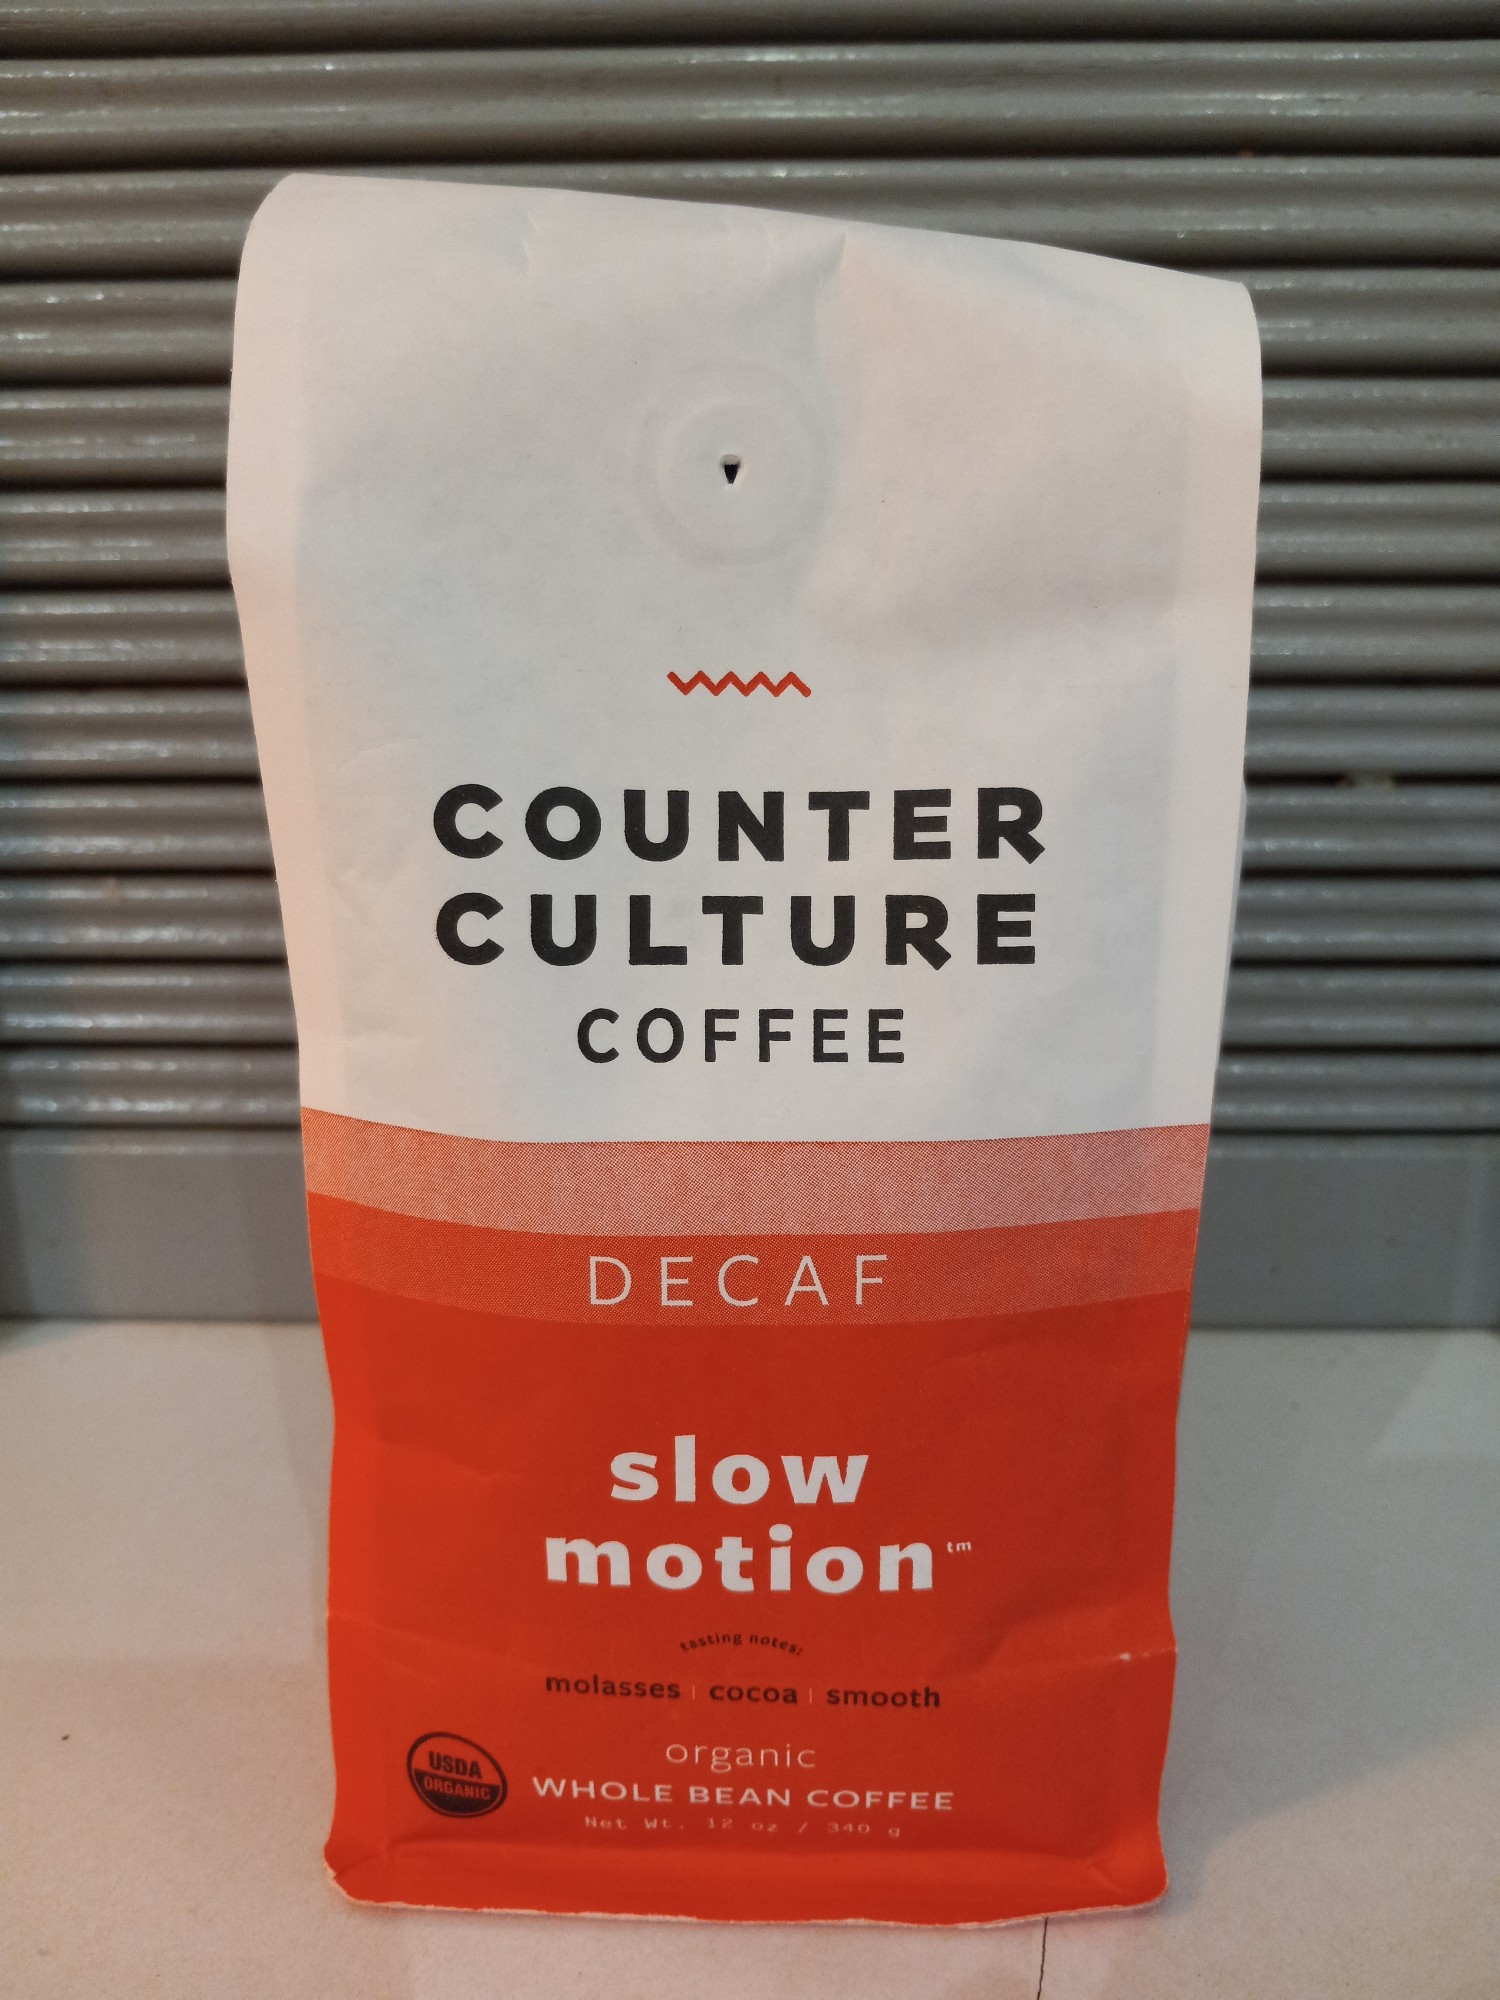 COUNTER
CULTURE
COFFEE
DECAF
slow
motion™
tasting notes:
molasses | cocoa | smooth
USDA
ORGANIC
organic
WHOLE BEAN COFFEE
Net Wt. 12 oz / 340 g